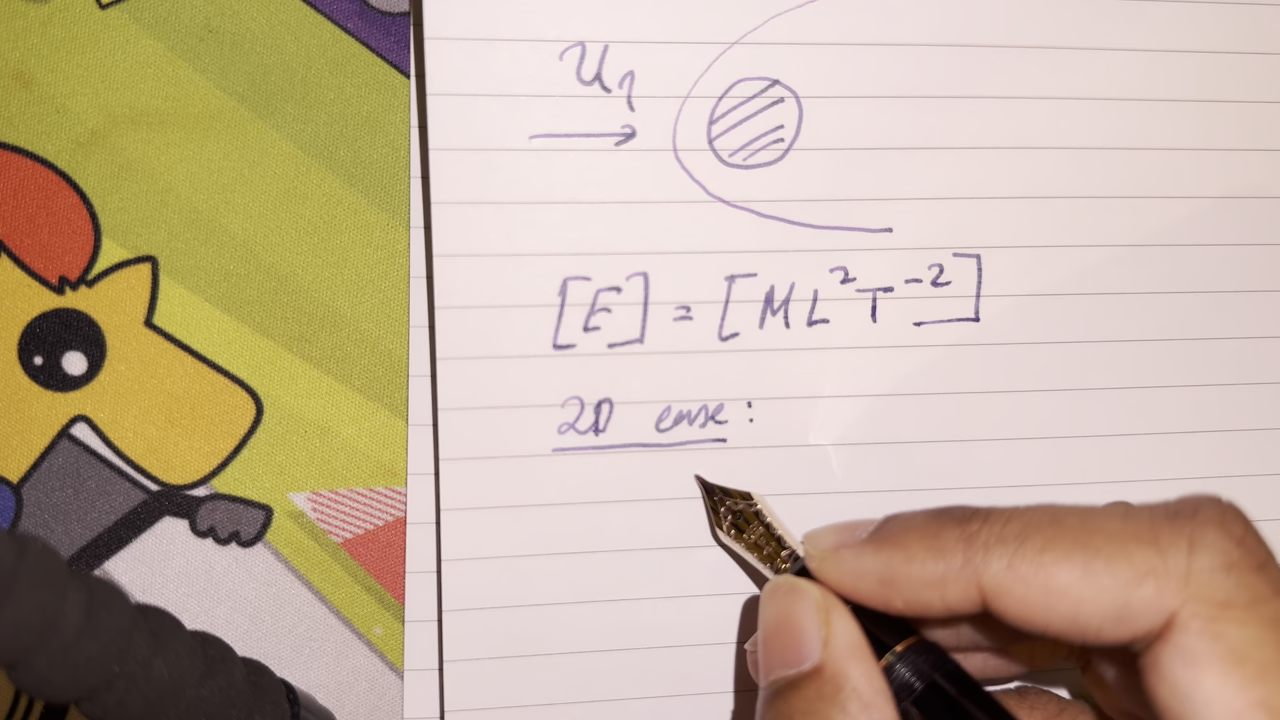 U₁
[E] = [ML²T⁻²]
2D case: